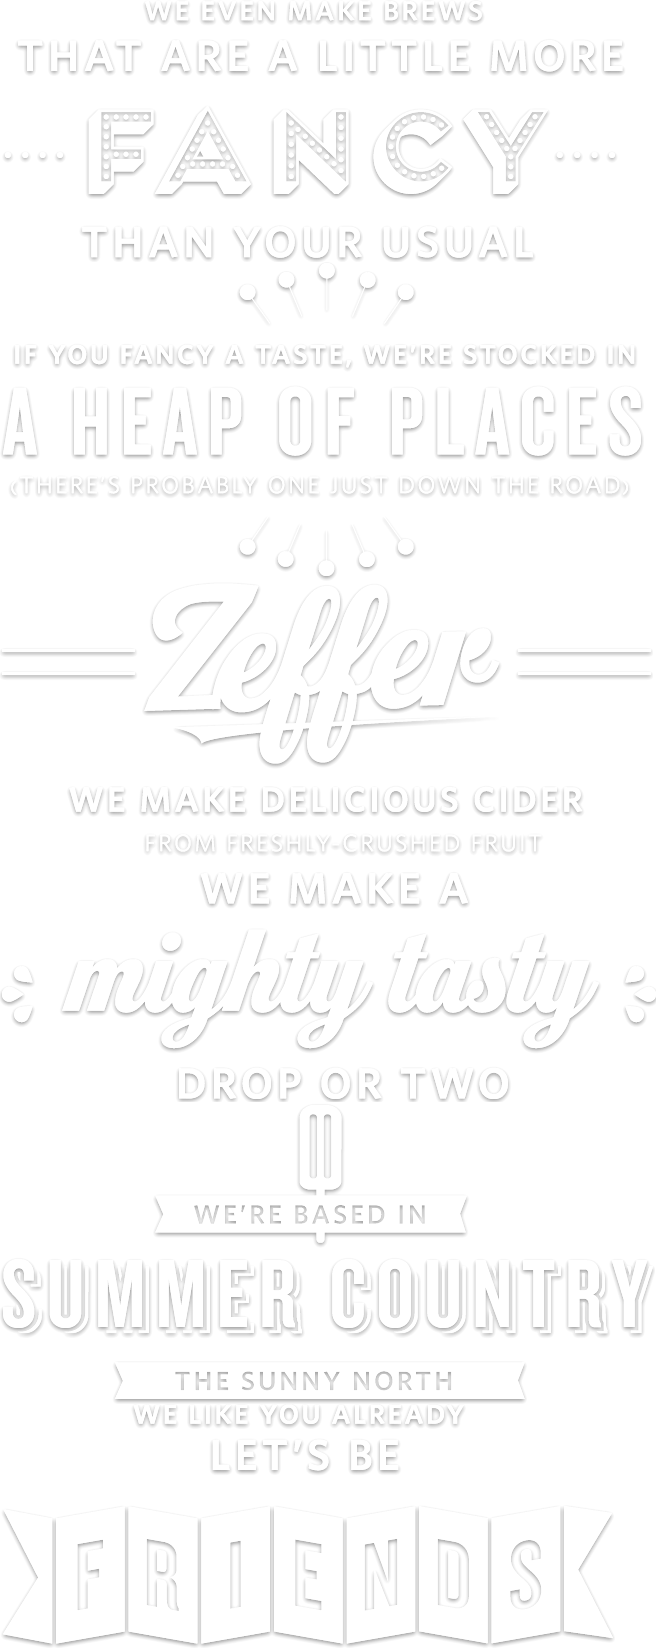 WE EVEN MAKE BREWS
THAT ARE A LITTLE MORE
FANCY
THAN YOUR USUAL
IF YOU FANCY A TASTE, WE'RE STOCKED IN
A HEAP OF PLACES
(THERE'S PROBABLY ONE JUST DOWN THE ROAD)
Zeffer
WE MAKE DELICIOUS CIDER
FROM FRESHLY-CRUSHED FRUIT
WE MAKE A
mighty tasty
DROP OR TWO
WE'RE BASED IN
SUMMER COUNTRY
THE SUNNY NORTH
WE LIKE YOU ALREADY
LET'S BE
FRIENDS